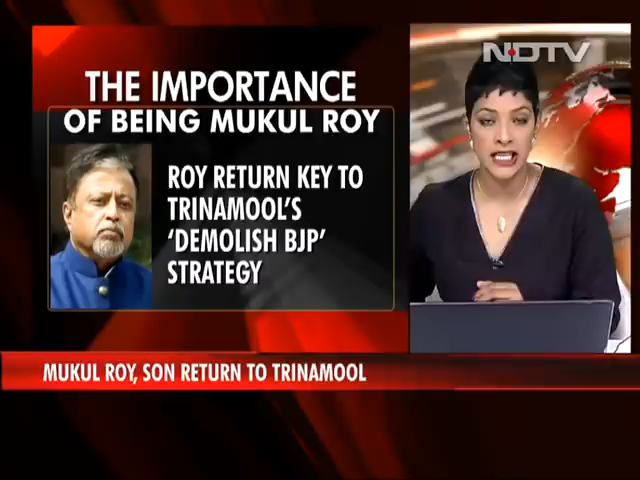 THE IMPORTANCE
OF BEING MUKUL ROY
ROY RETURN KEY TO
TRINAMOOL'S
'DEMOLISH BJP'
STRATEGY
NDTV
MUKUL ROY, SON RETURN TO TRINAMOOL